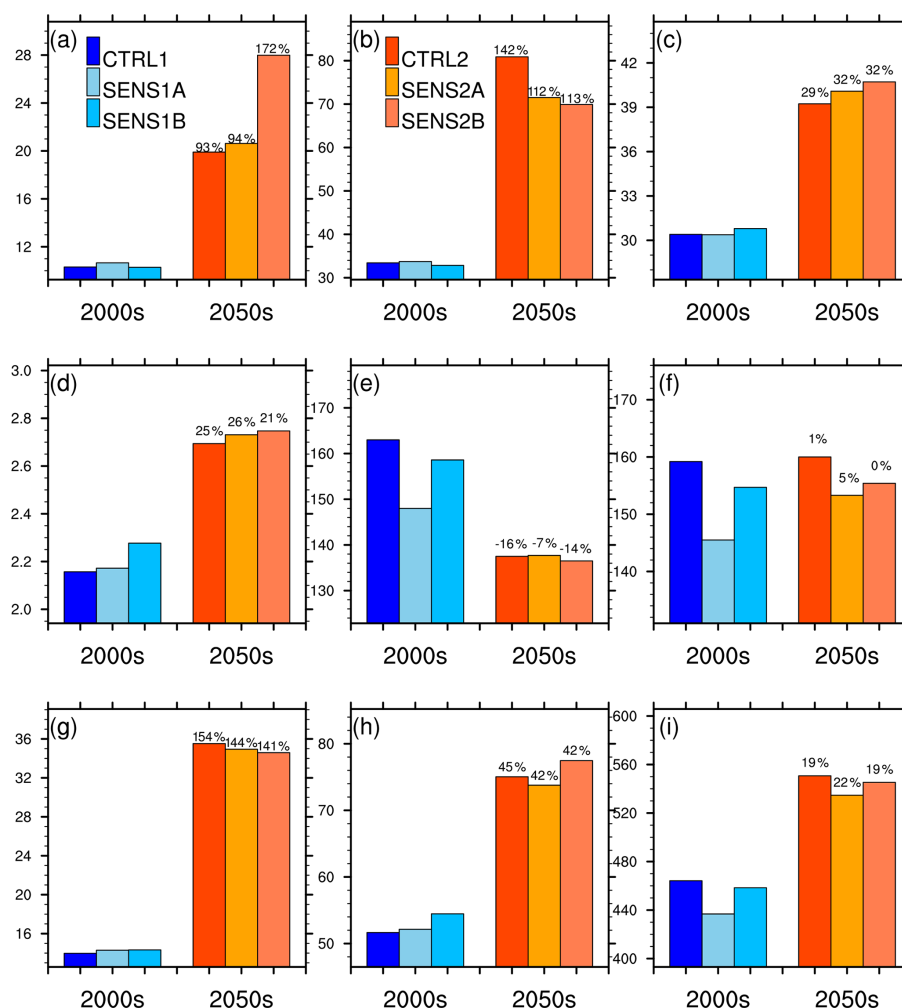 (a)
CTRL1
SENS1A
SENS1B
93%
94%
172%
28
24
20
16
12
2000s
2050s
(b)
CTRL2
SENS2A
SENS2B
142%
112%
113%
80
70
60
50
40
30
2000s
2050s
(c)
29%
32%
32%
42
39
36
33
30
2000s
2050s
(d)
25%
26%
21%
3.0
2.8
2.6
2.4
2.2
2.0
2000s
2050s
(e)
-16%
-7%
-14%
170
160
150
140
130
2000s
2050s
(f)
1%
5%
0%
170
160
150
140
2000s
2050s
(g)
154%
144%
141%
36
32
28
24
20
16
2000s
2050s
(h)
45%
42%
42%
80
70
60
50
2000s
2050s
(i)
19%
22%
19%
600
560
520
480
440
400
2000s
2050s